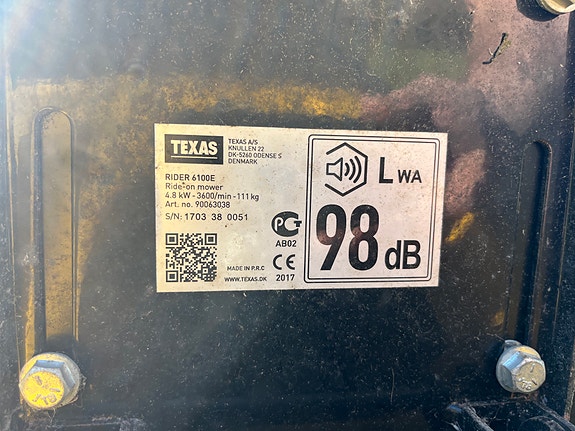 TEXAS
TEXAS A/S
KNULLEN 22
DK-5260 ODENSE S
DENMARK
RIDER 6100E
Ride-on mower
4.8 kW - 3600/min - 111 kg
Art. no. 90063038
S/N: 1703 38 0051
AB02
MADE IN P.R.C
WWW.TEXAS.DK
CE
2017
LWA
98 dB